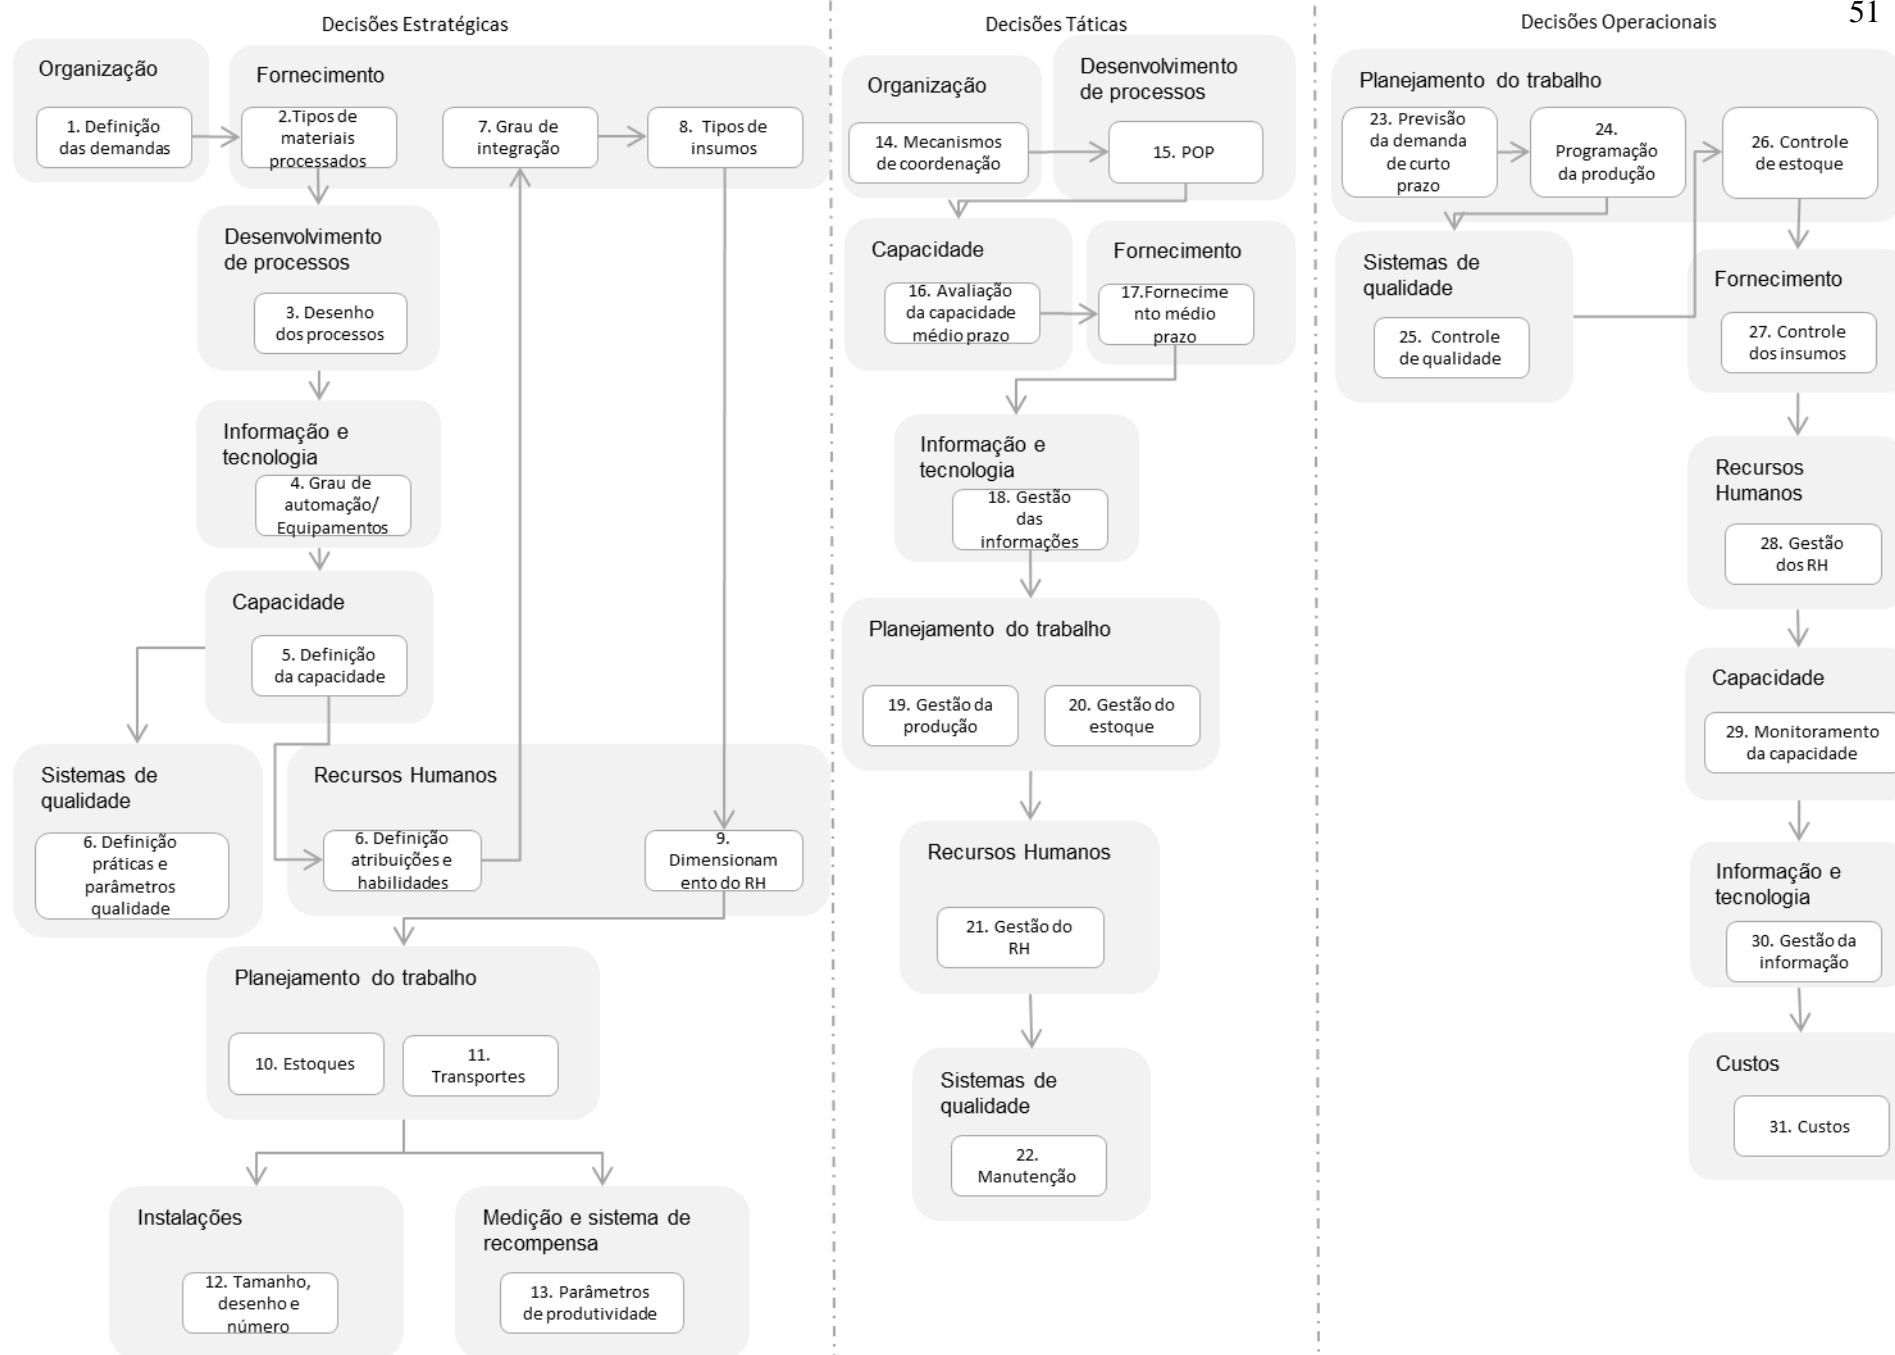 51
Decisões Estratégicas
Organização
1. Definição
das demandas
Fornecimento
2.Tipos de
materiais
processados
7. Grau de
integração
8. Tipos de
insumos
Desenvolvimento
de processos
3. Desenho
dos processos
Informação e
tecnologia
4. Grau de
automação/
Equipamentos
Capacidade
5. Definição
da capacidade
Sistemas de
qualidade
6. Definição
práticas e
parâmetros
qualidade
Recursos Humanos
6. Definição
atribuições e
habilidades
9.
Dimensionam
ento do RH
Planejamento do trabalho
10. Estoques
11.
Transportes
Instalações
12. Tamanho,
desenho e
número
Medição e sistema de
recompensa
13. Parâmetros
de produtividade
Decisões Táticas
Organização
14. Mecanismos
de coordenação
Desenvolvimento
de processos
15. POP
Capacidade
16. Avaliação
da capacidade
médio prazo
Fornecimento
17.Fornecime
nto médio
prazo
Informação e
tecnologia
18. Gestão
das
informações
Planejamento do trabalho
19. Gestão da
produção
20. Gestão do
estoque
Recursos Humanos
21. Gestão do
RH
Sistemas de
qualidade
22.
Manutenção
Decisões Operacionais
Planejamento do trabalho
23. Previsão
da demanda
de curto
prazo
24.
Programação
da produção
26. Controle
de estoque
Sistemas de
qualidade
25. Controle
de qualidade
Fornecimento
27. Controle
dos insumos
Recursos
Humanos
28. Gestão
dos RH
Capacidade
29. Monitoramento
da capacidade
Informação e
tecnologia
30. Gestão da
informação
Custos
31. Custos